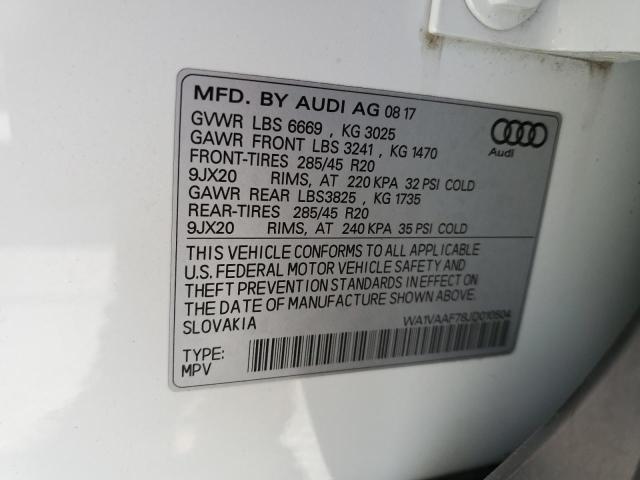 MFD. BY AUDI AG 08 17
GVWR LBS 6669 , KG 3025
GAWR FRONT LBS 3241 , KG 1470
FRONT-TIRES 285/45 R20
9JX20 RIMS, AT 220 KPA 32 PSI COLD
GAWR REAR LBS3825 , KG 1735
REAR-TIRES 285/45 R20
9JX20 RIMS, AT 240 KPA 35 PSI COLD
Audi
THIS VEHICLE CONFORMS TO ALL APPLICABLE
U.S. FEDERAL MOTOR VEHICLE SAFETY AND
THEFT PREVENTION STANDARDS IN EFFECT ON
THE DATE OF MANUFACTURE SHOWN ABOVE.
SLOVAKIA
WA1VAAF78JD010504
TYPE:
MPV